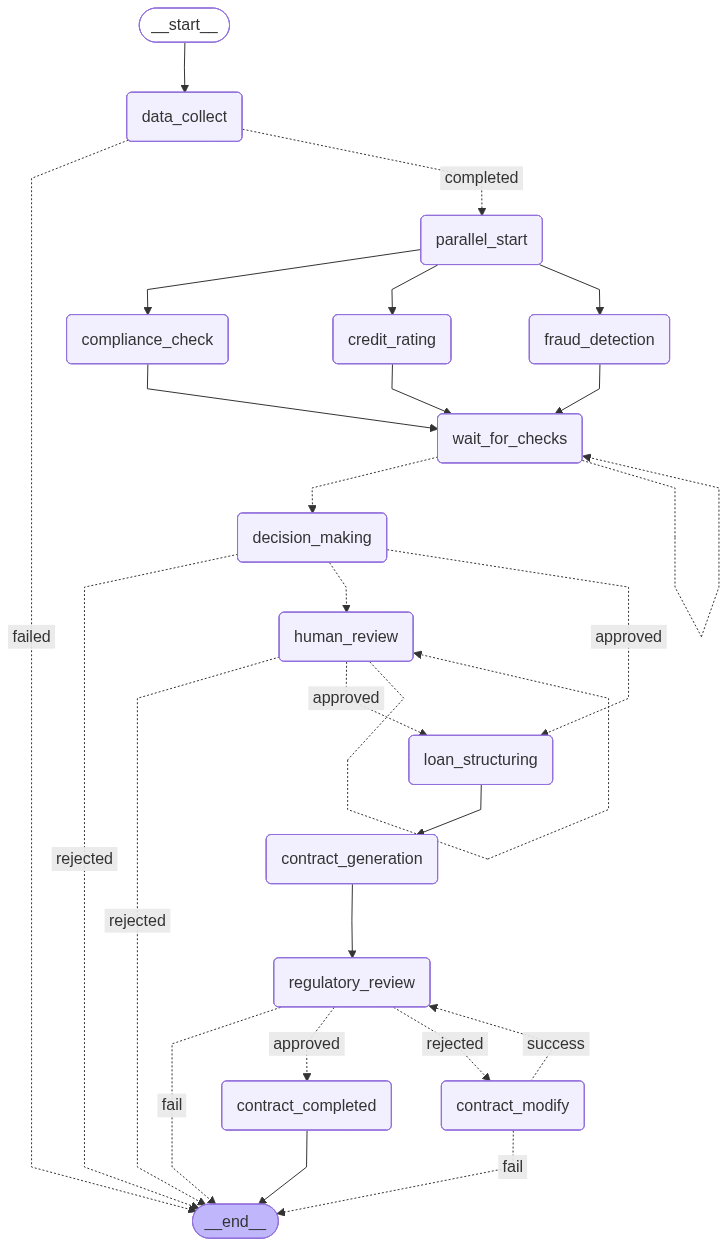 __start__
data_collect
completed
parallel_start
compliance_check
credit_rating
fraud_detection
wait_for_checks
decision_making
failed
human_review
approved
approved
loan_structuring
rejected
contract_generation
rejected
regulatory_review
approved
rejected
success
fail
contract_completed
contract_modify
fail
__end__